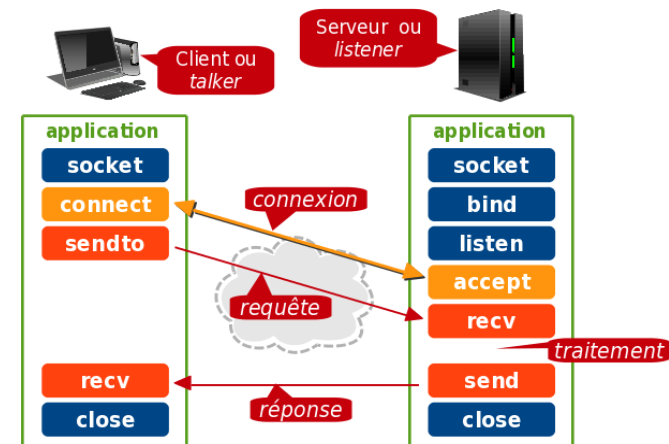 Client ou
talker
Serveur ou
listener
application
socket
connect
sendto
recv
close
connexion
requête
réponse
application
socket
bind
listen
accept
recv
traitement
send
close